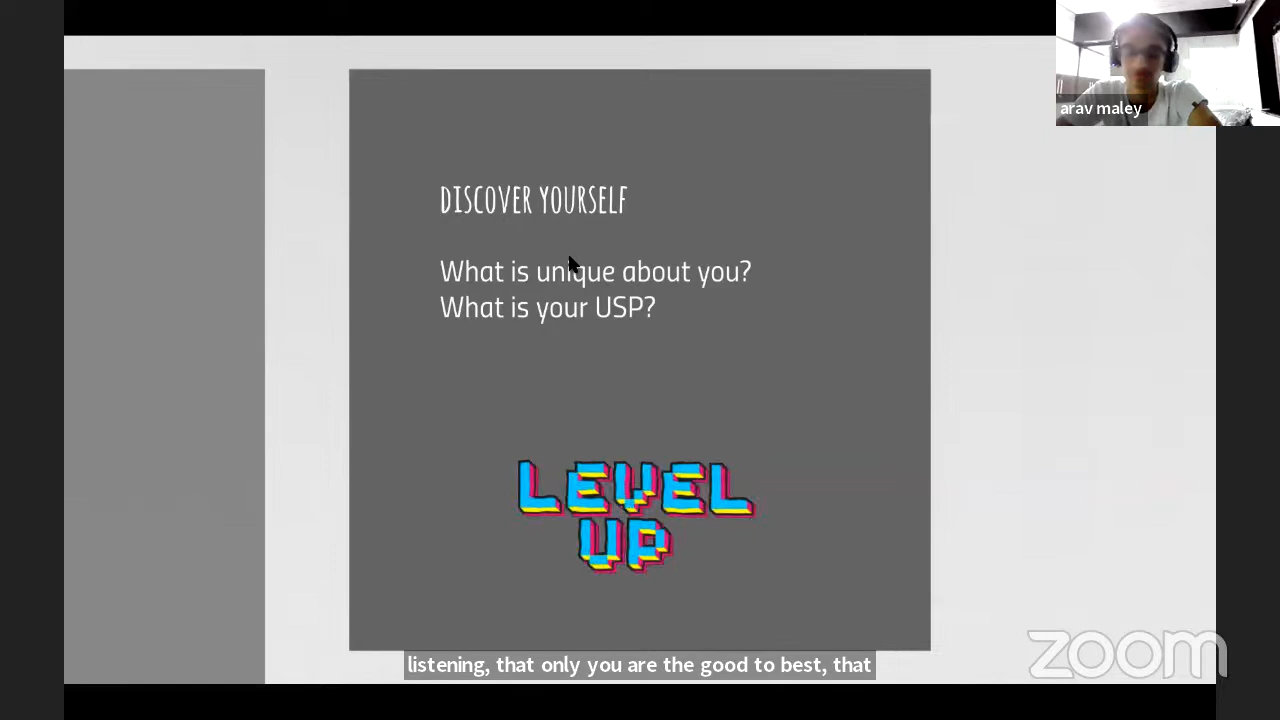 arav maley
DISCOVER YOURSELF
What is unique about you?
What is your USP?
LEVEL
UP
listening, that only you are the good to best, that
zoom